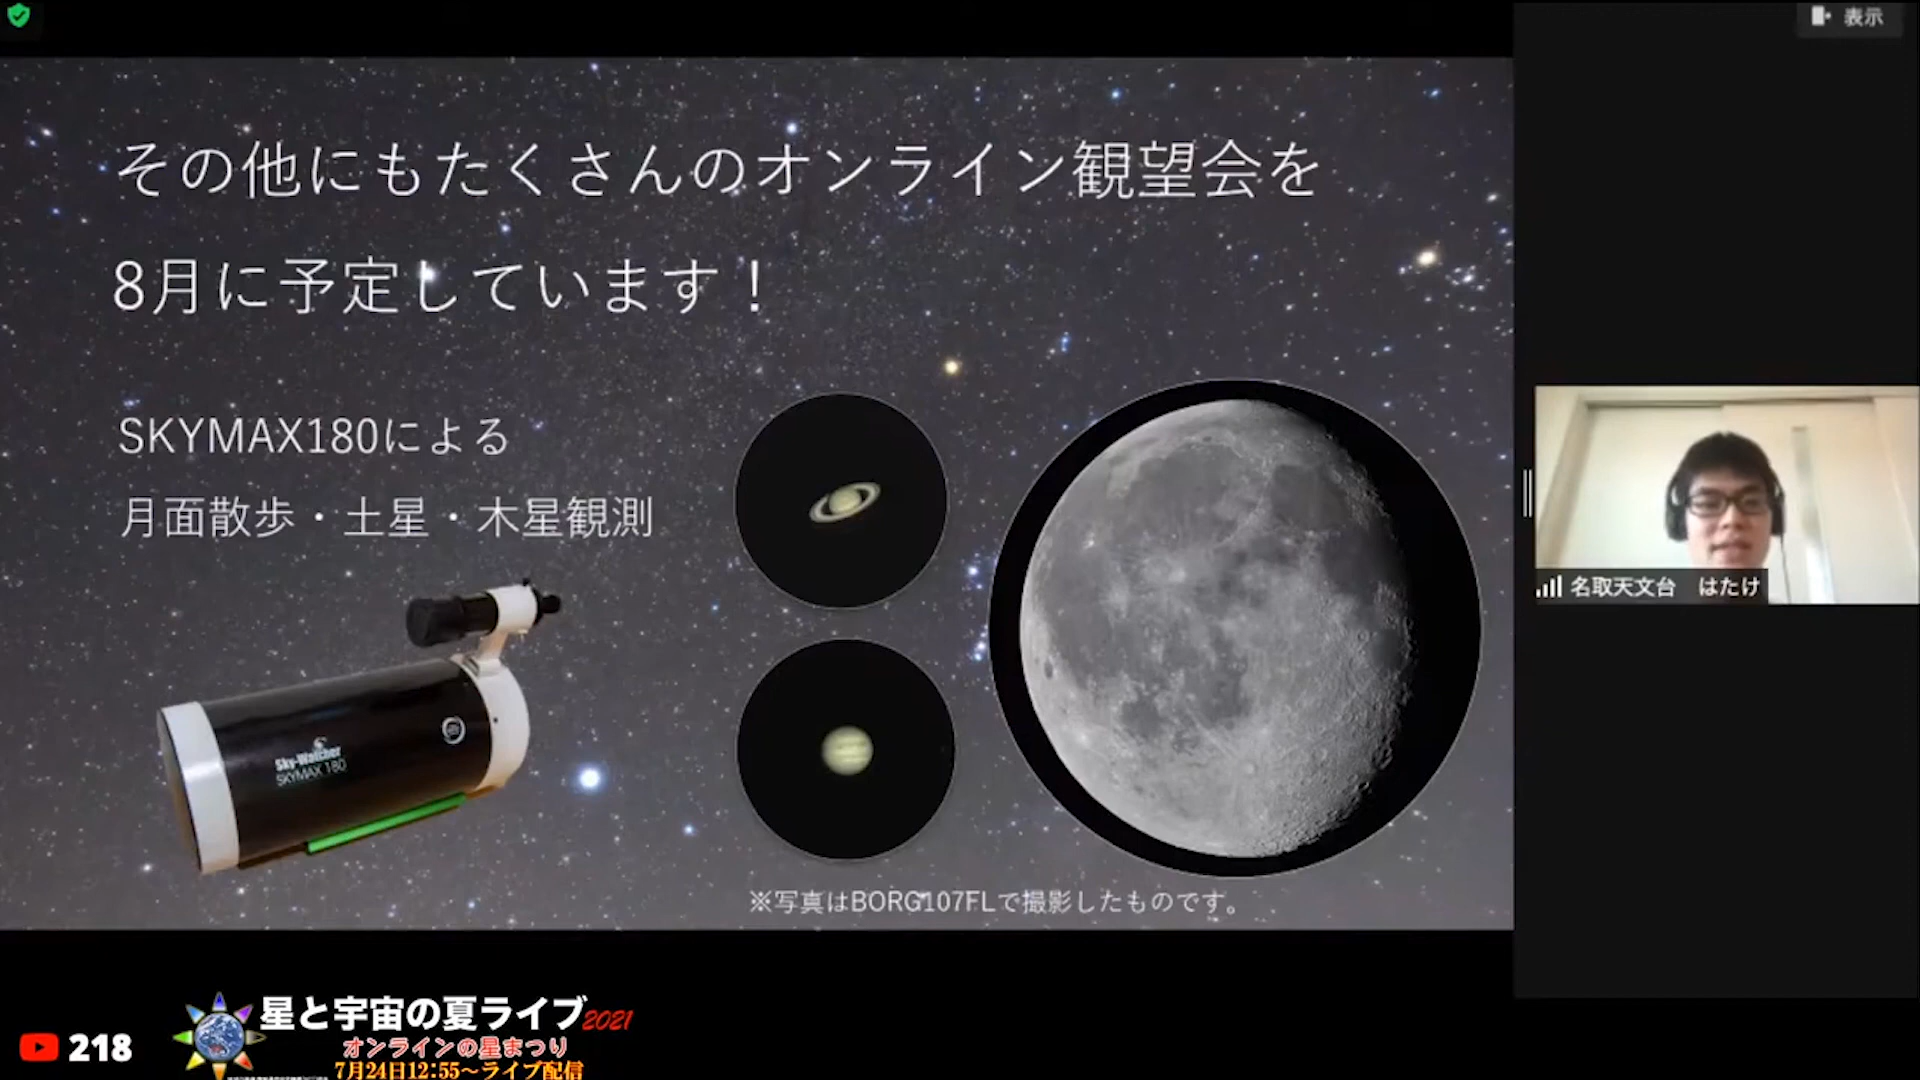 表示
その他にもたくさんのオンライン観望会を
8月に予定しています！
SKYMAX180による
月面散歩・土星・木星観測
Sky-Watcher
SKYMAX 180
※写真はBORG107FLで撮影したものです。
名取天文台 はたけ
218
星と宇宙の夏ライブ2021
オンラインの星まつり
7月24日12:55～ライブ配信